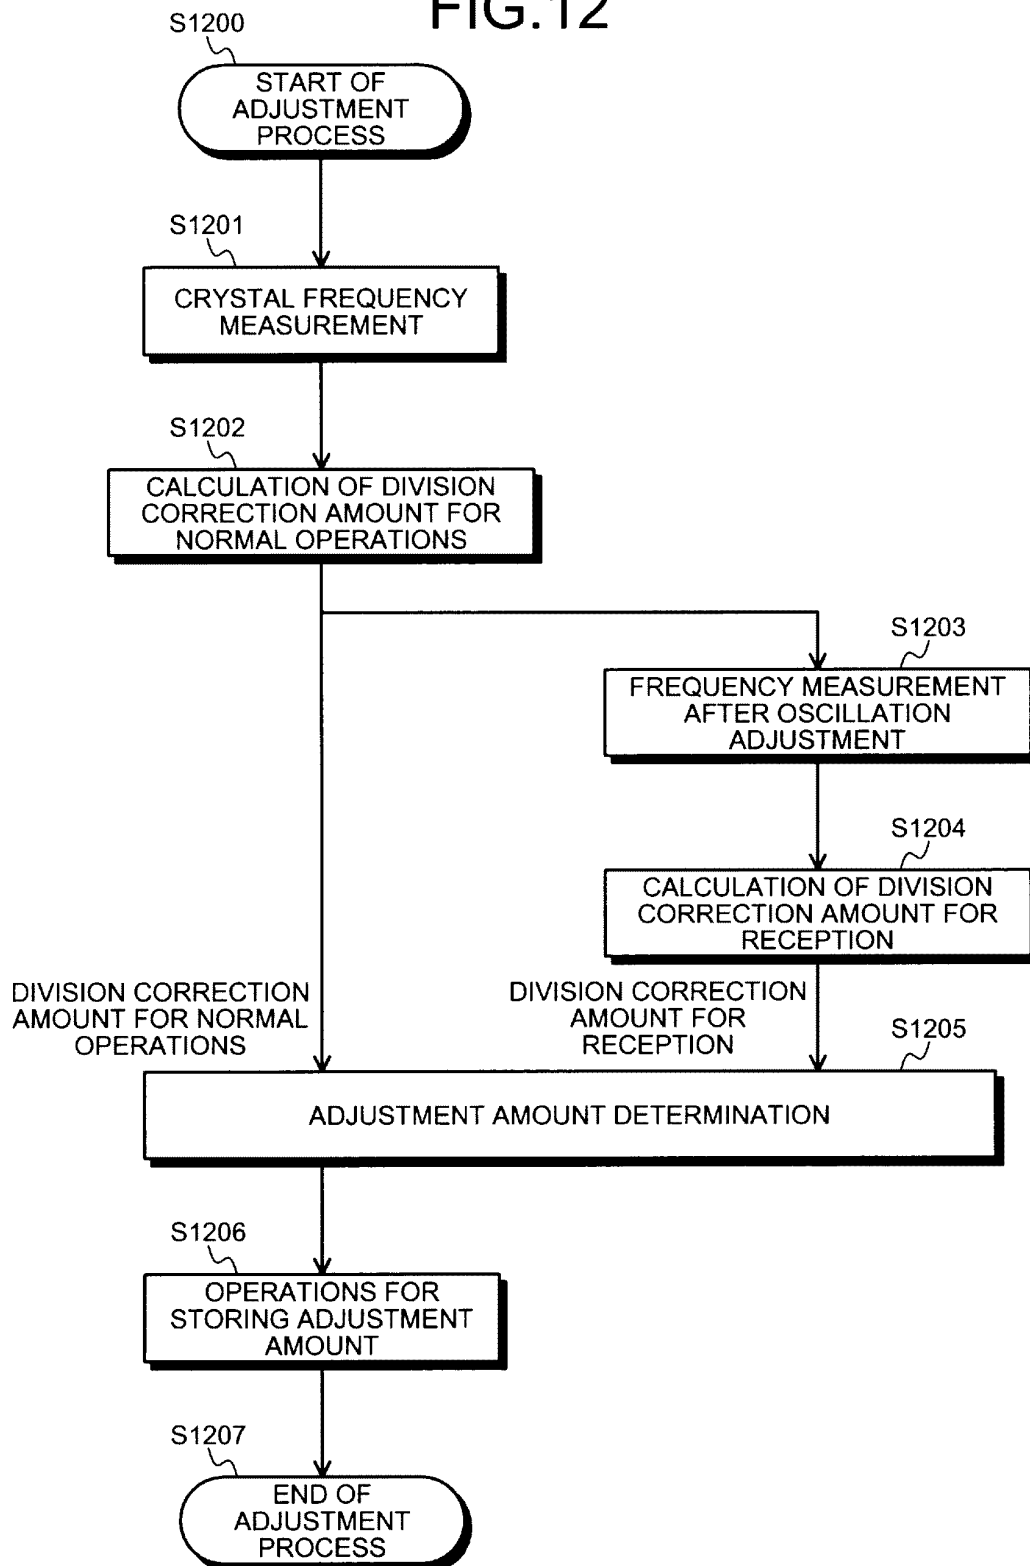 FIG.12
S1200
START OF
ADJUSTMENT
PROCESS
S1201
CRYSTAL FREQUENCY
MEASUREMENT
S1202
CALCULATION OF DIVISION
CORRECTION AMOUNT FOR
NORMAL OPERATIONS
S1203
FREQUENCY MEASUREMENT
AFTER OSCILLATION
ADJUSTMENT
S1204
CALCULATION OF DIVISION
CORRECTION AMOUNT FOR
RECEPTION
DIVISION CORRECTION
AMOUNT FOR NORMAL
OPERATIONS
DIVISION CORRECTION
AMOUNT FOR
RECEPTION
S1205
ADJUSTMENT AMOUNT DETERMINATION
S1206
OPERATIONS FOR
STORING ADJUSTMENT
AMOUNT
S1207
END OF
ADJUSTMENT
PROCESS